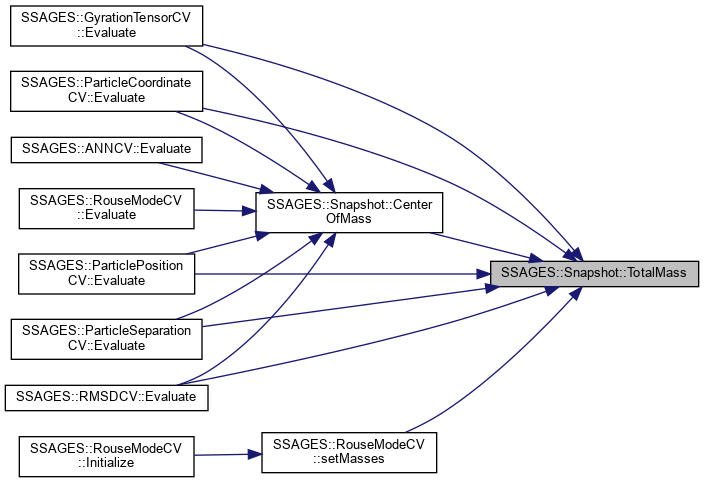 SSAGES::GyrationTensorCV
::Evaluate
SSAGES::ParticleCoordinate
CV::Evaluate
SSAGES::ANNCV::Evaluate
SSAGES::RouseModeCV
::Evaluate
SSAGES::ParticlePosition
CV::Evaluate
SSAGES::ParticleSeparation
CV::Evaluate
SSAGES::RMSDCV::Evaluate
SSAGES::RouseModeCV
::Initialize
SSAGES::Snapshot::Center
OfMass
SSAGES::RouseModeCV
::setMasses
SSAGES::Snapshot::TotalMass